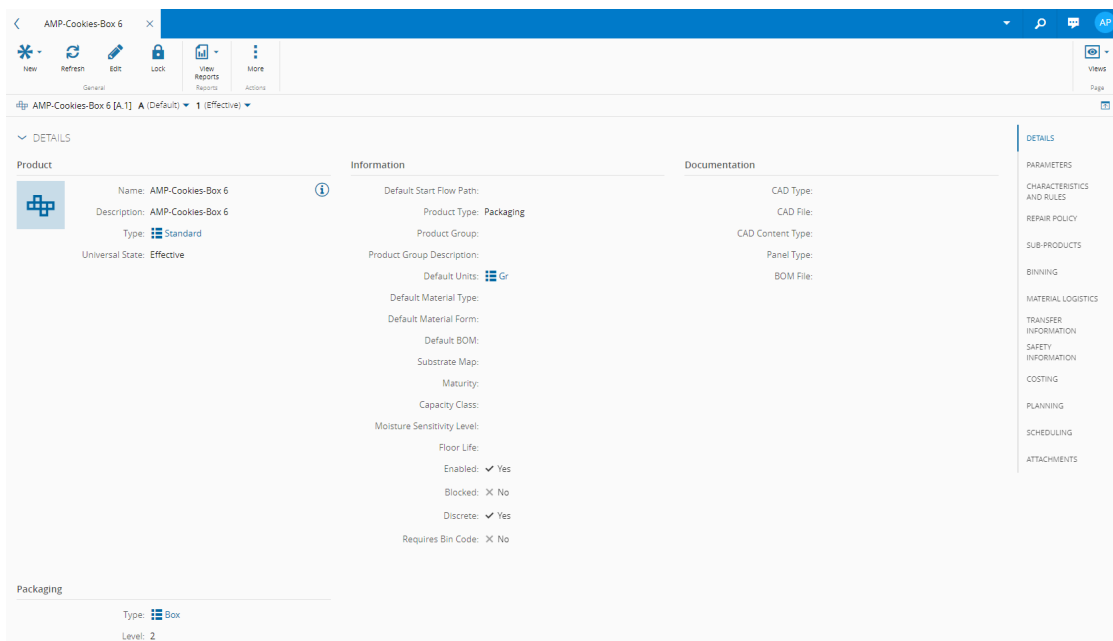 AMP-Cookies-Box 6
AP
New
Refresh
Edit
Lock
View Reports
More
Views
General
Reports
Actions
Page
AMP-Cookies-Box 6 [A.1] A (Default) 1 (Effective)
DETAILS
Product
Name: AMP-Cookies-Box 6
Description: AMP-Cookies-Box 6
Type: Standard
Universal State: Effective
Information
Default Start Flow Path:
Product Type: Packaging
Product Group:
Product Group Description:
Default Units: Gr
Default Material Type:
Default Material Form:
Default BOM:
Substrate Map:
Maturity:
Capacity Class:
Moisture Sensitivity Level:
Floor Life:
Enabled: Yes
Blocked: No
Discrete: Yes
Requires Bin Code: No
Documentation
CAD Type:
CAD File:
CAD Content Type:
Panel Type:
BOM File:
DETAILS
PARAMETERS
CHARACTERISTICS
AND RULES
REPAIR POLICY
SUB-PRODUCTS
BINNING
MATERIAL LOGISTICS
TRANSFER
INFORMATION
SAFETY
INFORMATION
COSTING
PLANNING
SCHEDULING
ATTACHMENTS
Packaging
Type: Box
Level: 2